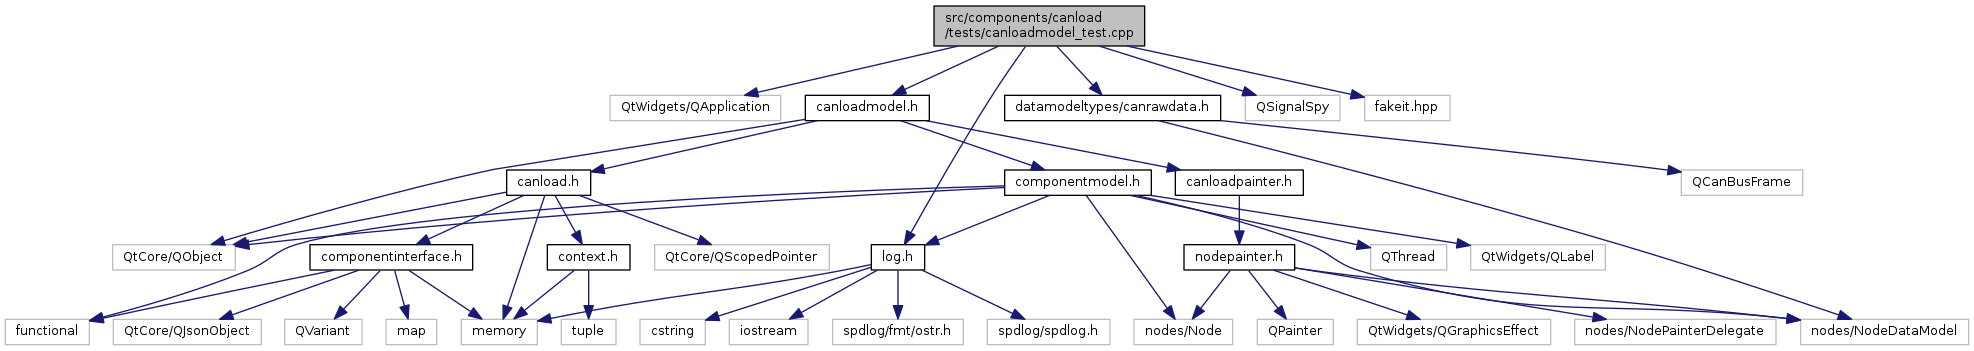 src/components/canload
/tests/canloadmodel_test.cpp
QtWidgets/QApplication
canloadmodel.h
datamodeltypes/canrawdata.h
QSignalSpy
fakeit.hpp
canload.h
componentmodel.h
canloadpainter.h
QCanBusFrame
QtCore/QObject
componentinterface.h
context.h
QtCore/QScopedPointer
log.h
nodepainter.h
QThread
QtWidgets/QLabel
functional
QtCore/QJsonObject
QVariant
map
memory
tuple
cstring
iostream
spdlog/fmt/ostr.h
spdlog/spdlog.h
nodes/Node
QPainter
QtWidgets/QGraphicsEffect
nodes/NodePainterDelegate
nodes/NodeDataModel